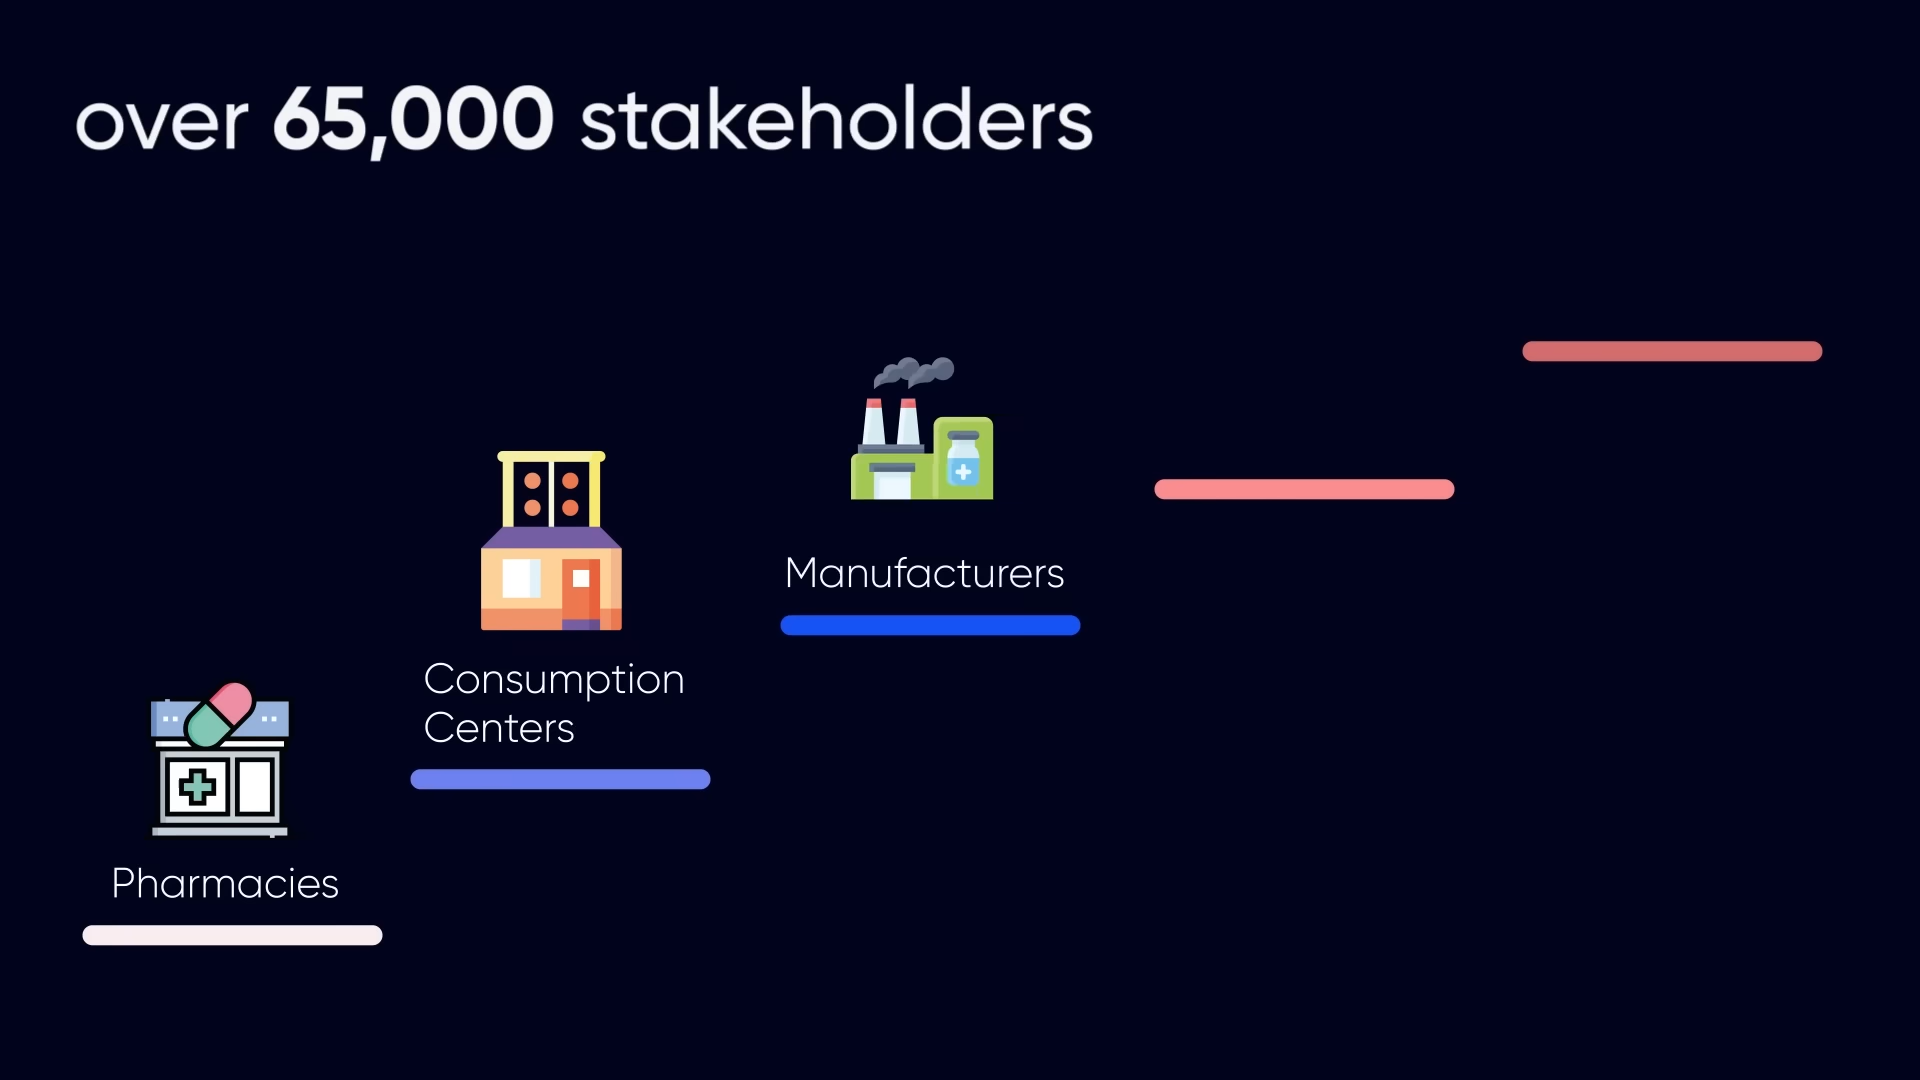 over 65,000 stakeholders
Manufacturers
Consumption
Centers
Pharmacies